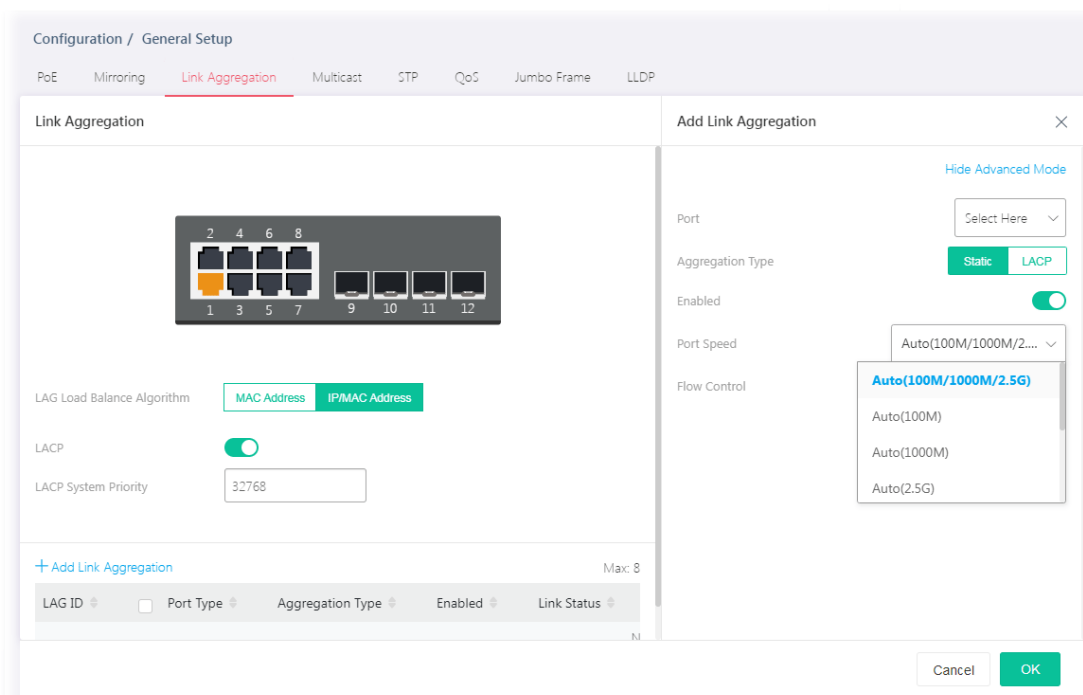 Configuration / General Setup
PoE Mirroring Link Aggregation Multicast STP QoS Jumbo Frame LLDP
Link Aggregation
2 4 6 8
1 3 5 7 9 10 11 12
LAG Load Balance Algorithm MAC Address IP/MAC Address
LACP
LACP System Priority 32768
+ Add Link Aggregation Max: 8
LAG ID Port Type Aggregation Type Enabled Link Status
Add Link Aggregation
Hide Advanced Mode
Port Select Here
Aggregation Type Static LACP
Enabled
Port Speed Auto(100M/1000M/2....
Flow Control
Auto(100M/1000M/2.5G)
Auto(100M)
Auto(1000M)
Auto(2.5G)
Cancel OK